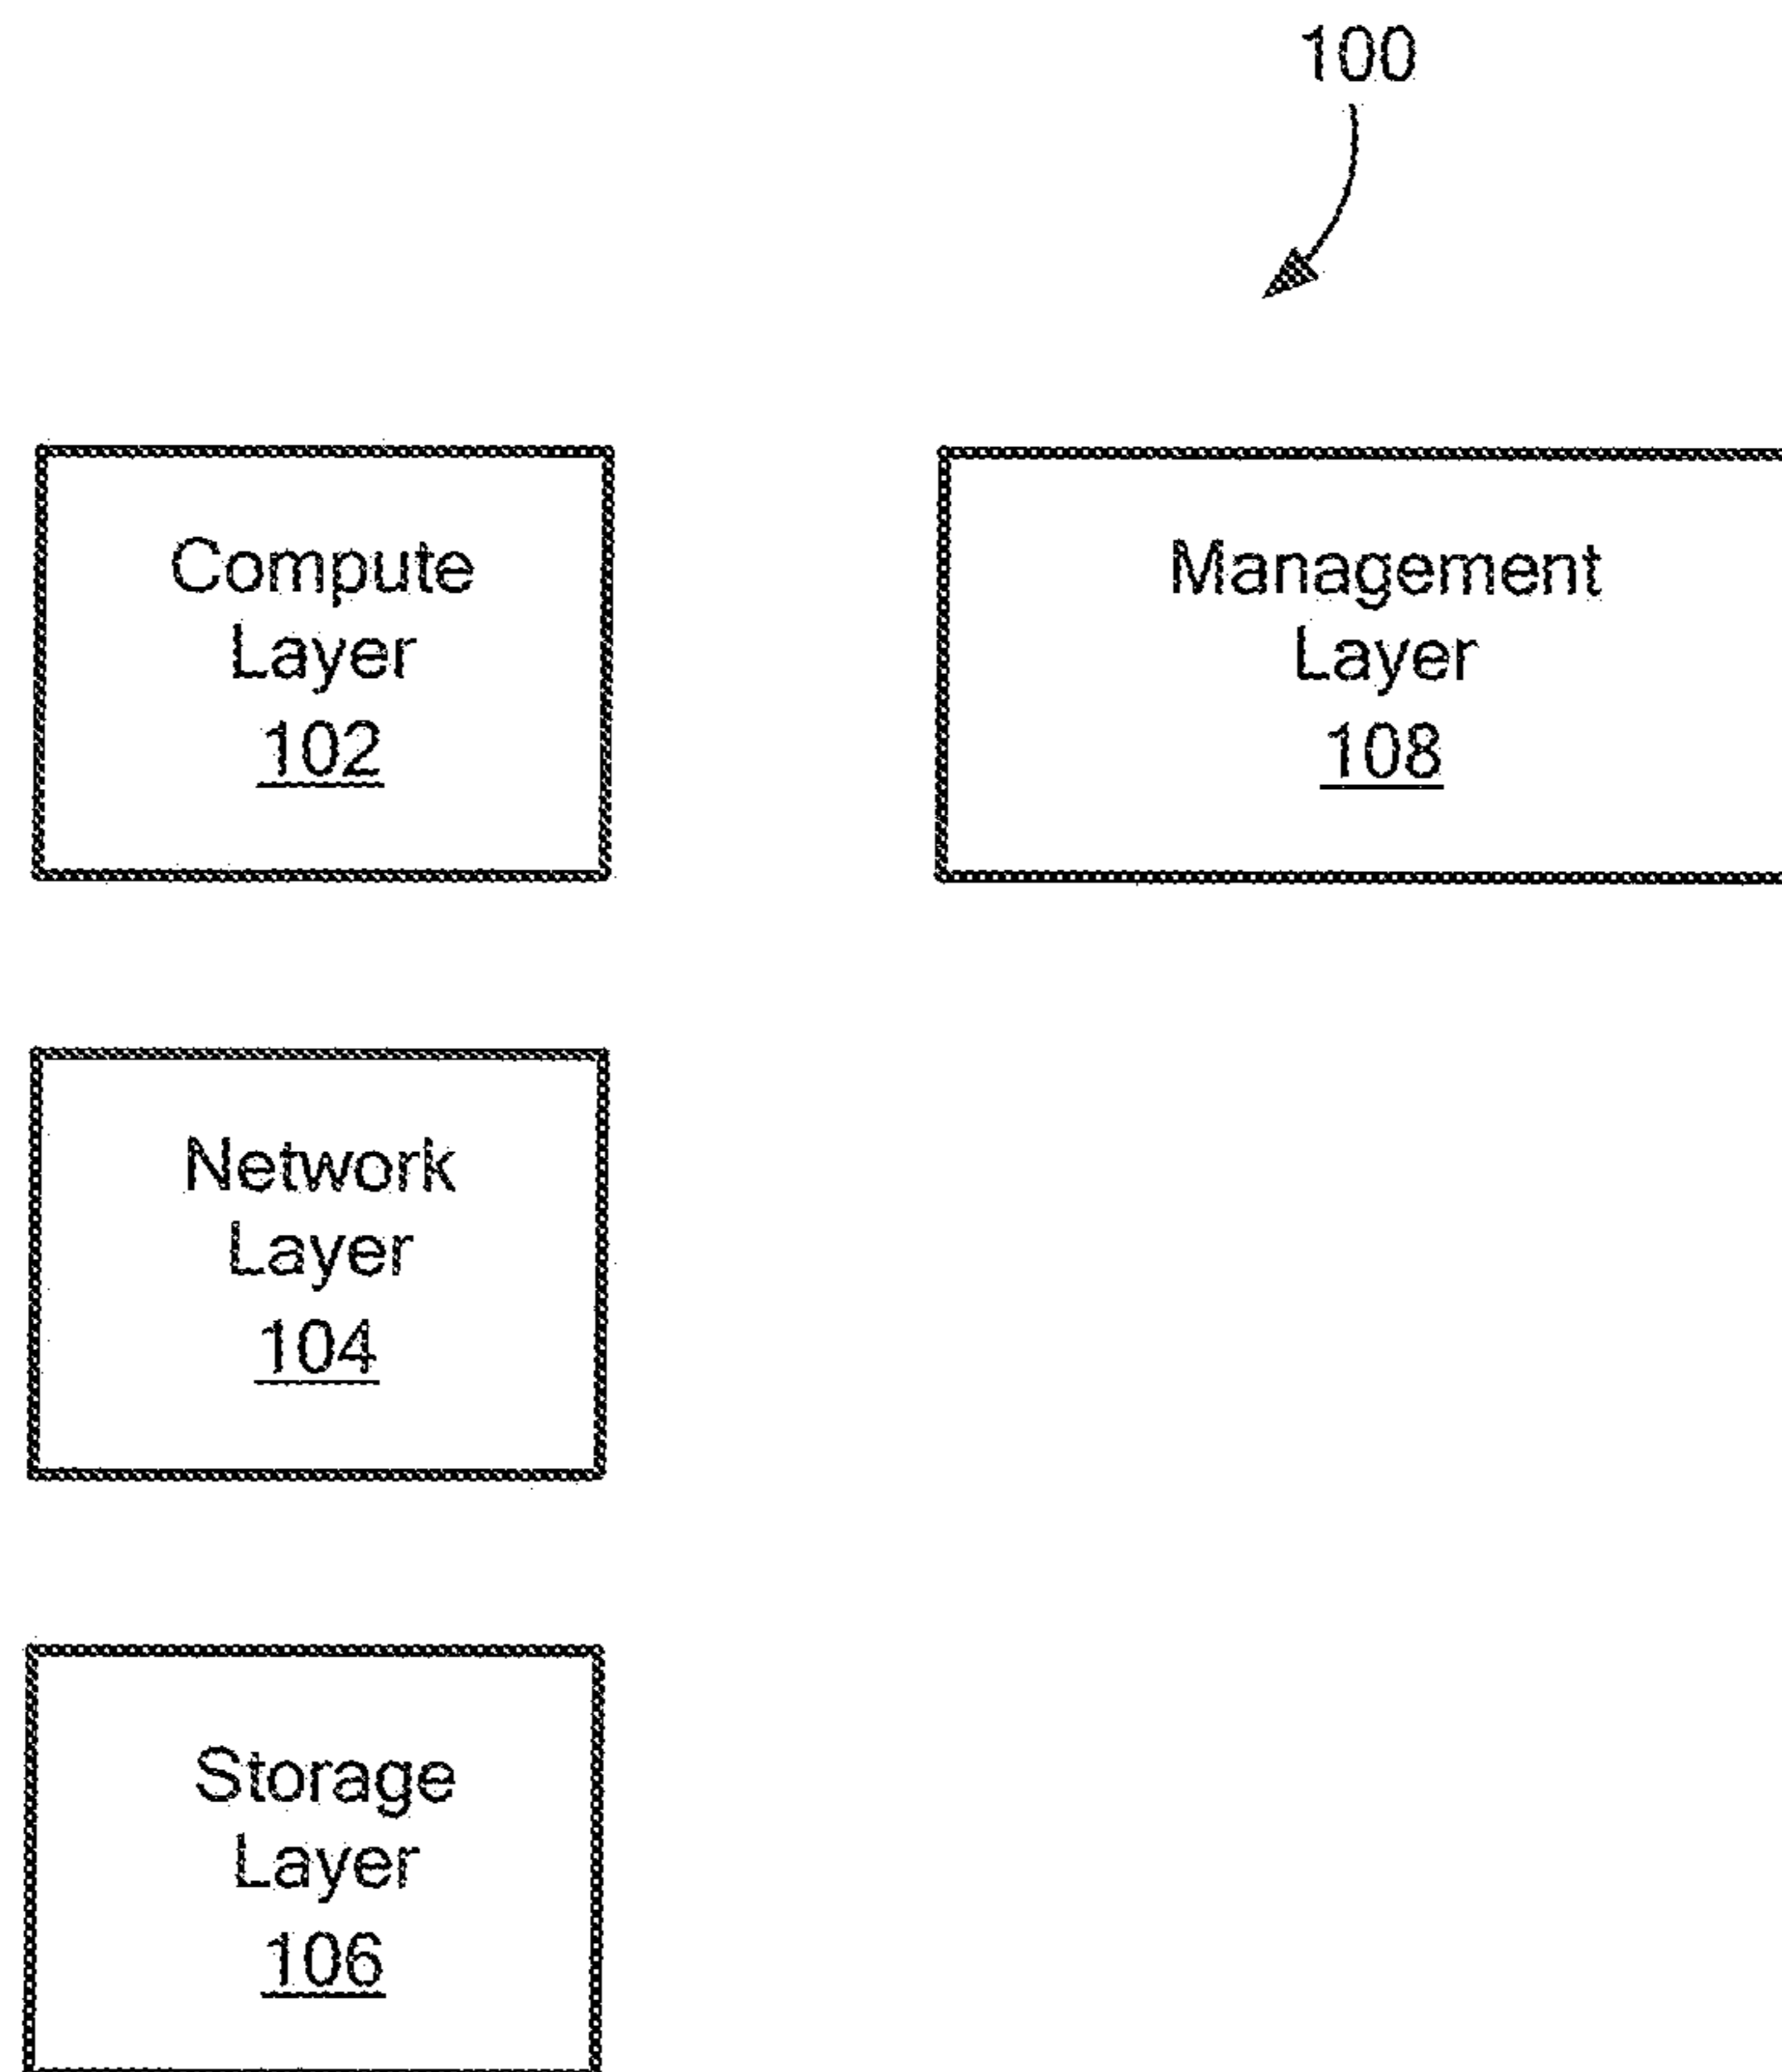 100
Compute
Layer
102
Management
Layer
108
Network
Layer
104
Storage
Layer
106